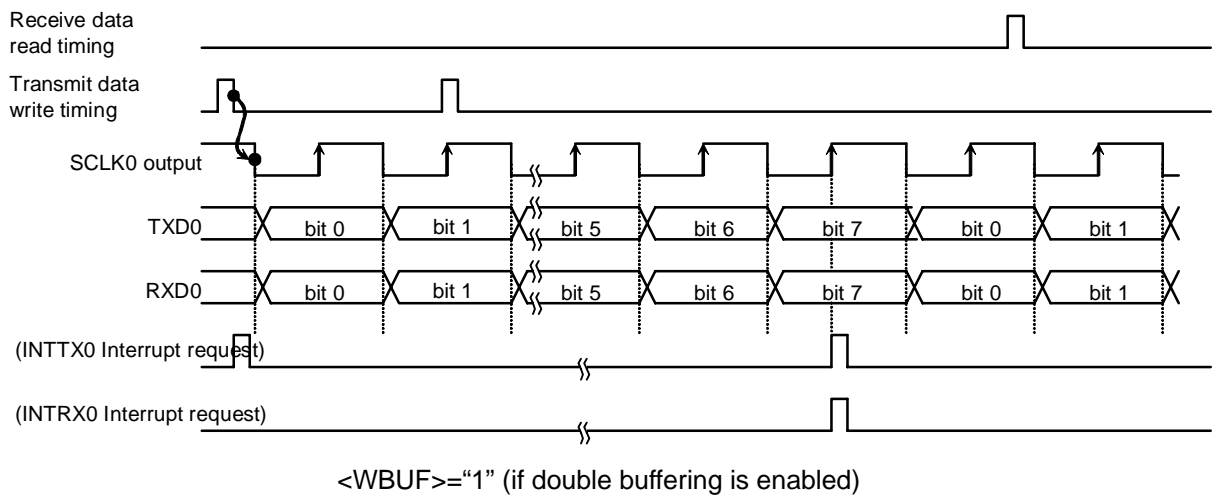 Receive data
read timing
Transmit data
write timing
SCLK0 output
TXD0 bit 0 bit 1 bit 5 bit 6 bit 7 bit 0 bit 1
RXD0 bit 0 bit 1 bit 5 bit 6 bit 7 bit 0 bit 1
(INTTX0 Interrupt request)
(INTRX0 Interrupt request)
<WBUF>=“1” (if double buffering is enabled)